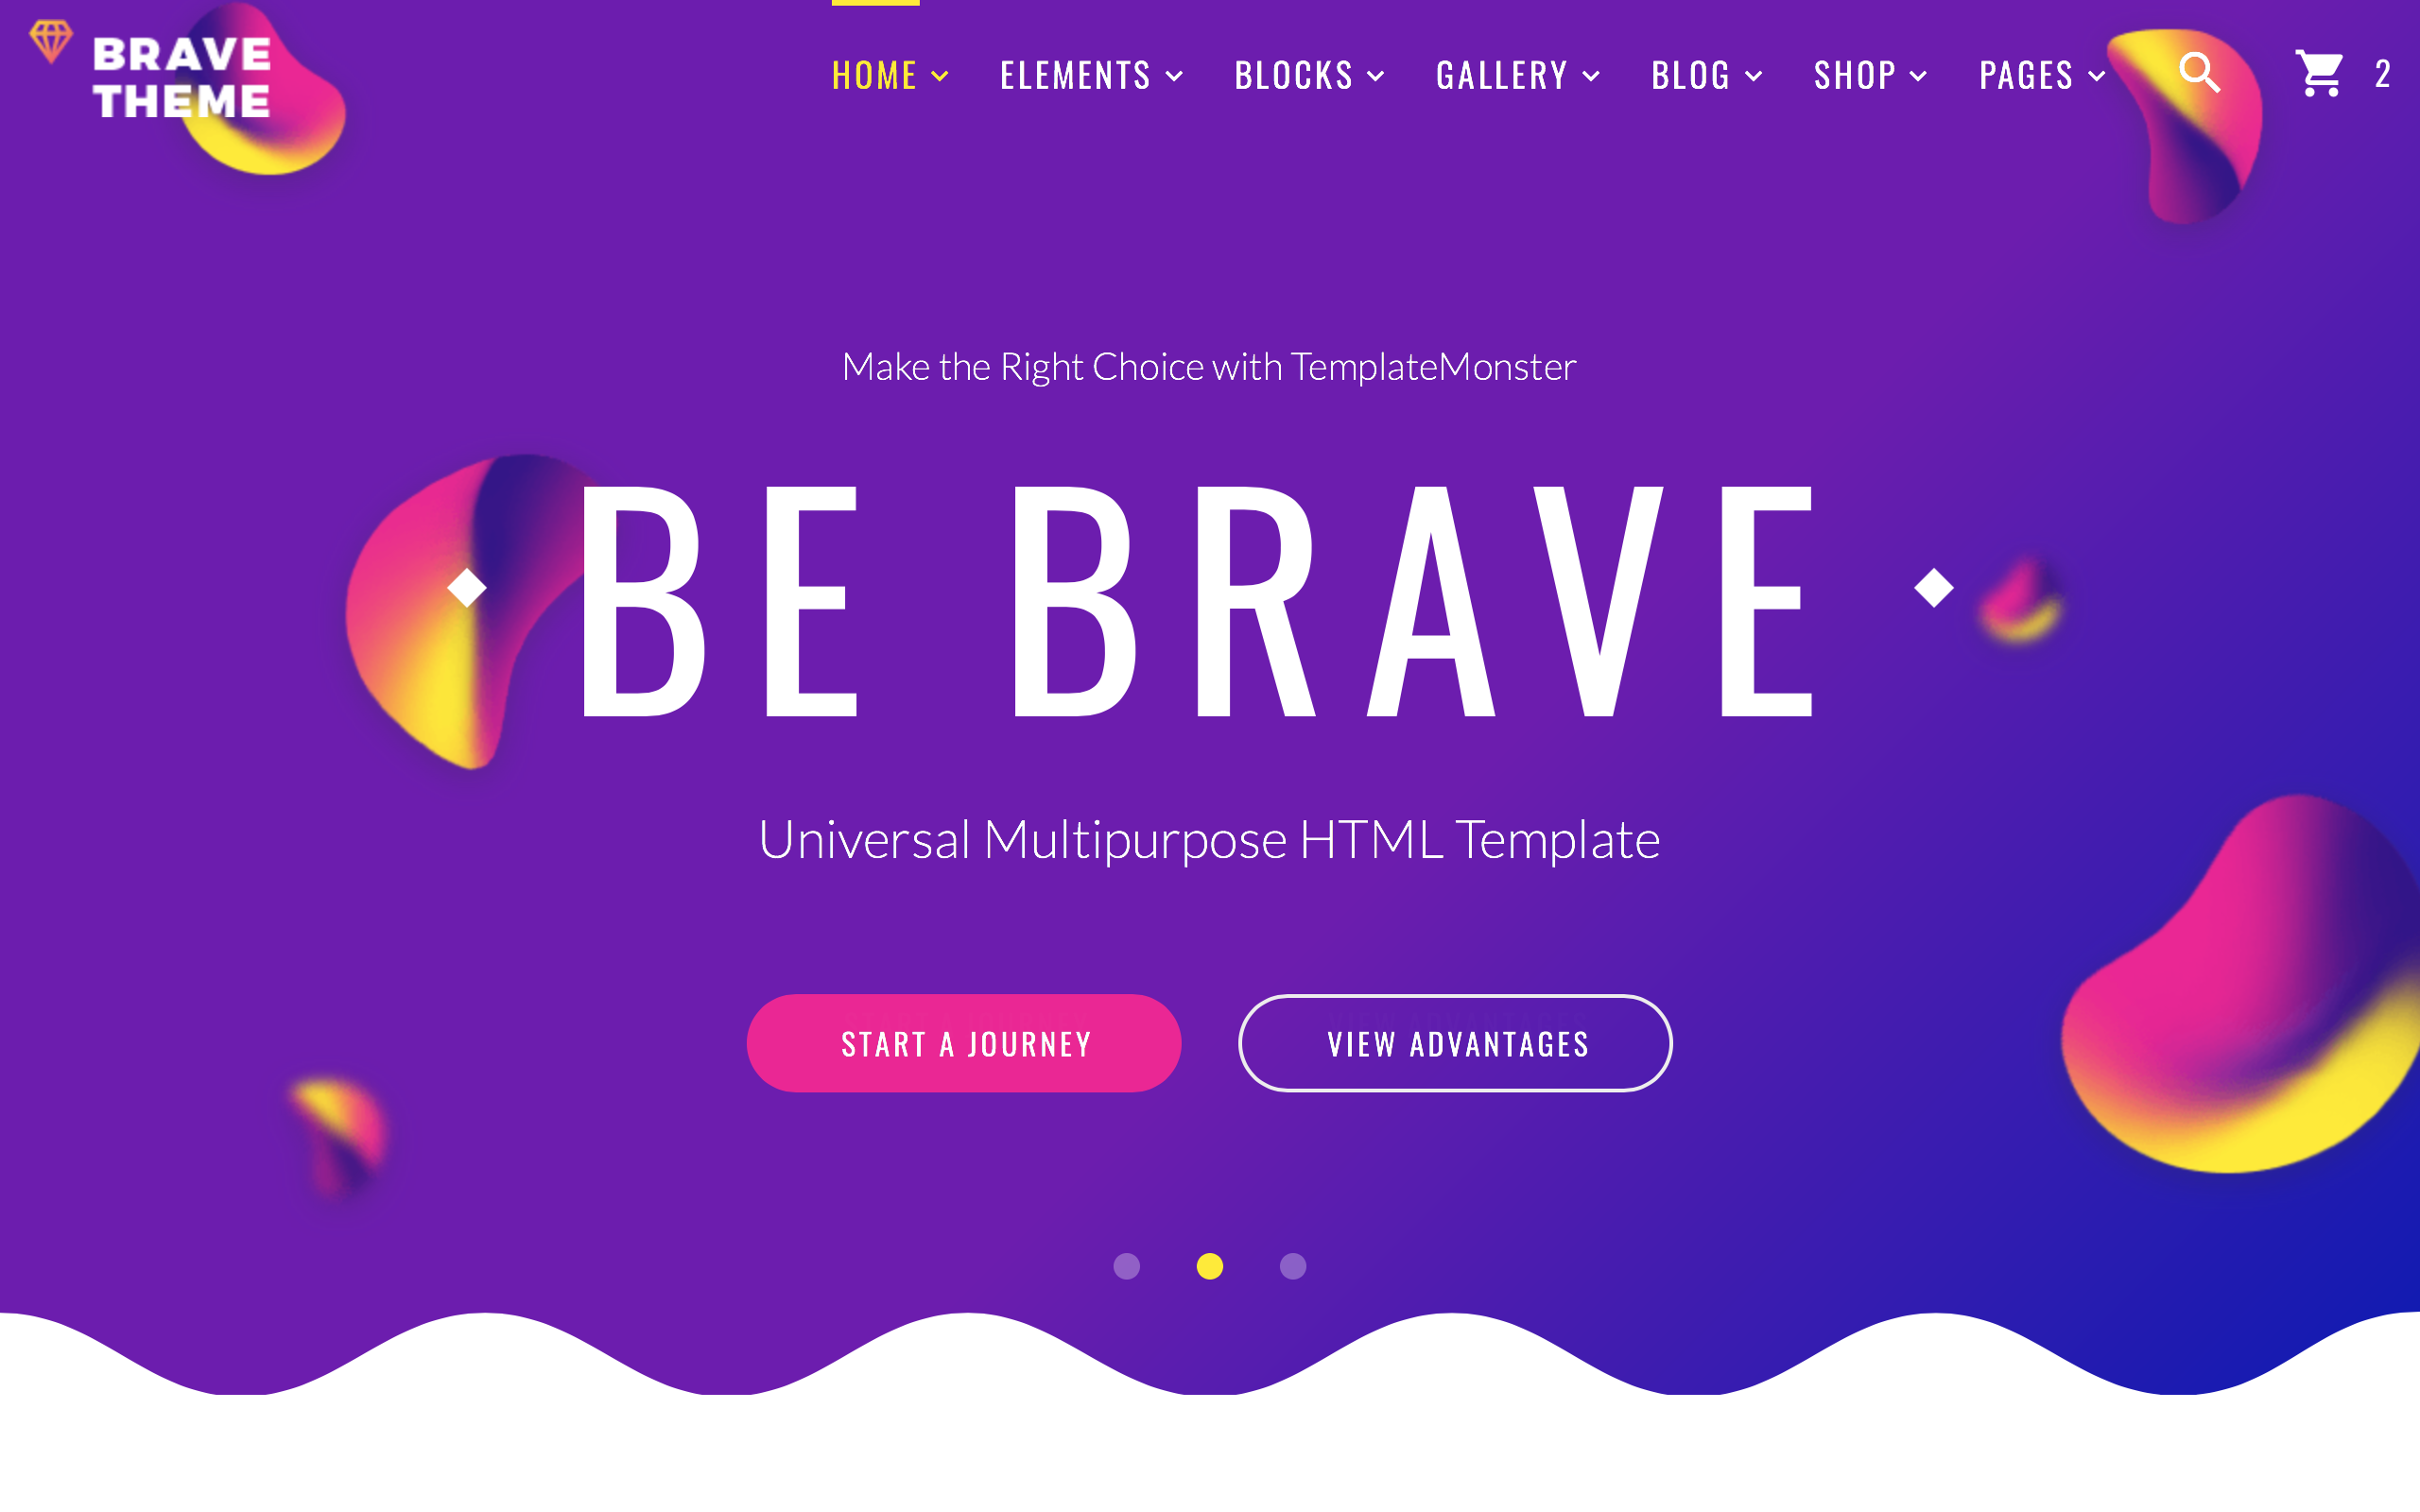 BRAVE
THEME
HOME ELEMENTS BLOCKS GALLERY BLOG SHOP PAGES 2
Make the Right Choice with TemplateMonster
BE BRAVE
Universal Multipurpose HTML Template
START A JOURNEY VIEW ADVANTAGES